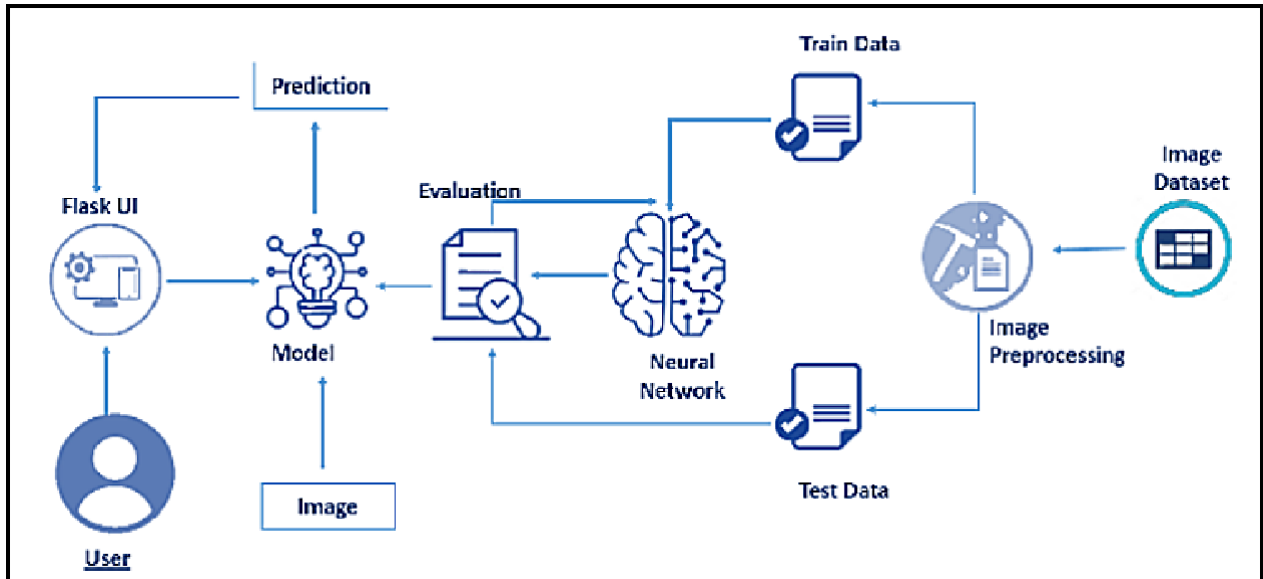 Train Data
Prediction
Image
Dataset
Evaluation
Flask UI
Image
Preprocessing
Model
Neural
Network
Test Data
Image
User